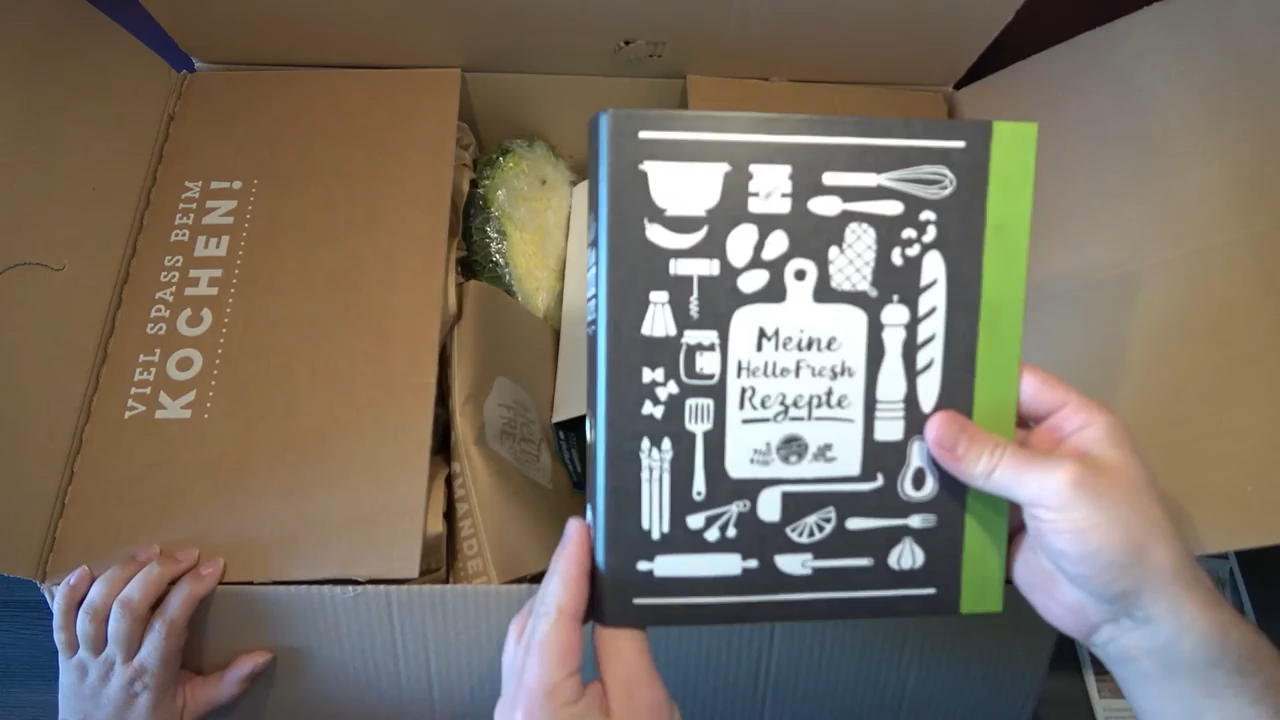 VIEL SPASS BEIM
KOCHEN!
Meine
HelloFresh
Rezepte